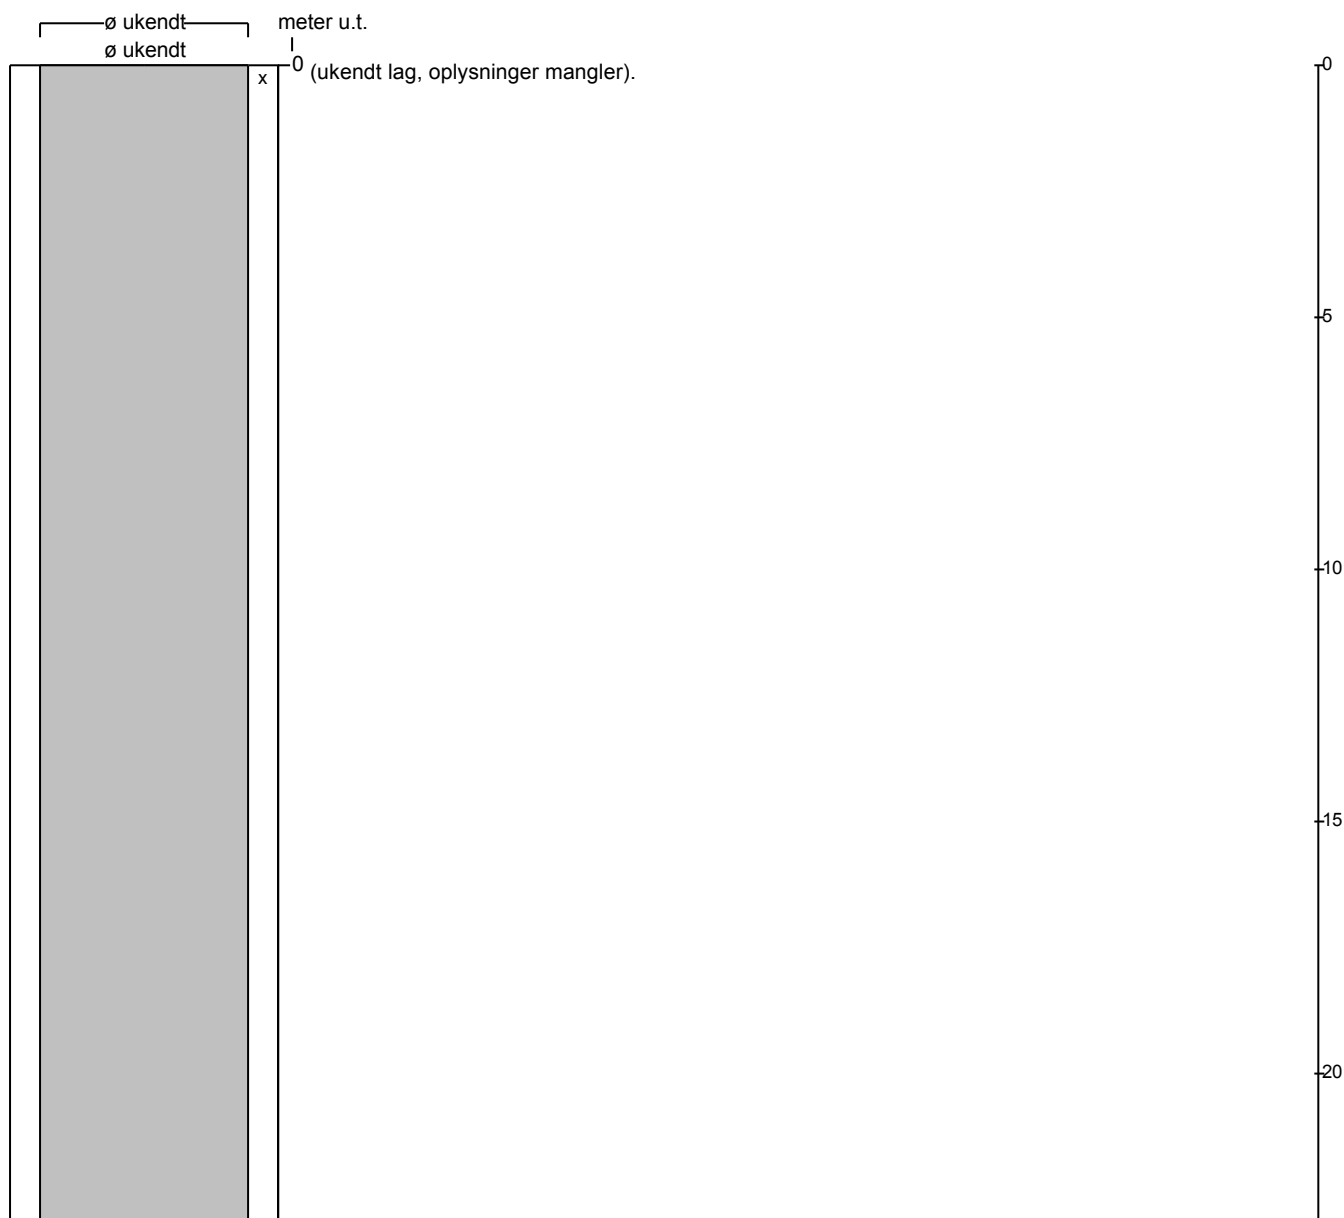 ø ukendt meter u.t.
ø ukendt
0 (ukendt lag, oplysninger mangler). 0
x
5
10
15
20